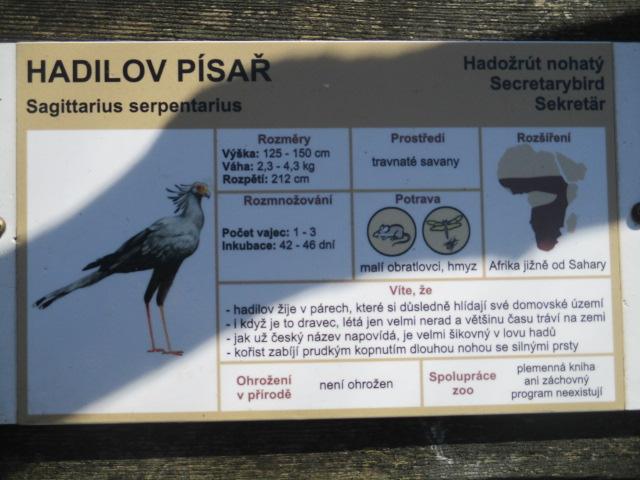 HADILOV PÍSAŘ
Sagittarius serpentarius
Hadožrút nohatý
Secretarybird
Sekretär
Rozměry
Výška: 125 - 150 cm
Váha: 2,3 - 4,3 kg
Rozpětí: 212 cm
Prostředí
travnaté savany
Rozšíření
Afrika jižně od Sahary
Rozmnožování
Počet vajec: 1 - 3
Inkubace: 42 - 46 dní
Potrava
malí obratlovci, hmyz
Víte, že
- hadilov žije v párech, které si důsledně hlídají své domovské území
- i když je to dravec, létá jen velmi nerad a většinu času tráví na zemi
- jak už český název napovídá, je velmi šikovný v lovu hadů
- kořist zabíjí prudkým kopnutím dlouhou nohou se silnými prsty
Ohrožení
v přírodě
není ohrožen
Spolupráce
zoo
plemenná kniha
ani záchovný
program neexistují